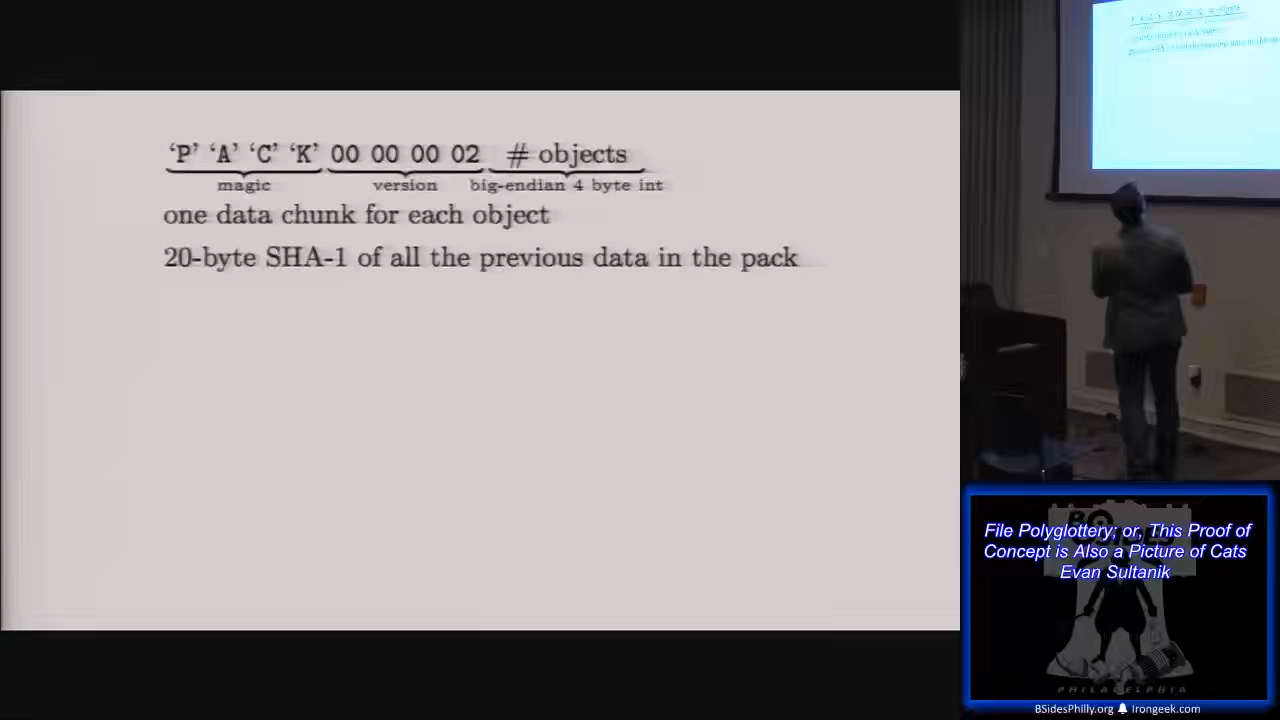 ‘P’ ‘A’ ‘C’ ‘K’ 00 00 00 02 # objects
magic version big-endian 4 byte int
one data chunk for each object
20-byte SHA-1 of all the previous data in the pack
File Polyglottery; or, This Proof of
Concept is Also a Picture of Cats
Evan Sultanik
PHILADELPHIA
BSidesPhilly.org Irongeek.com